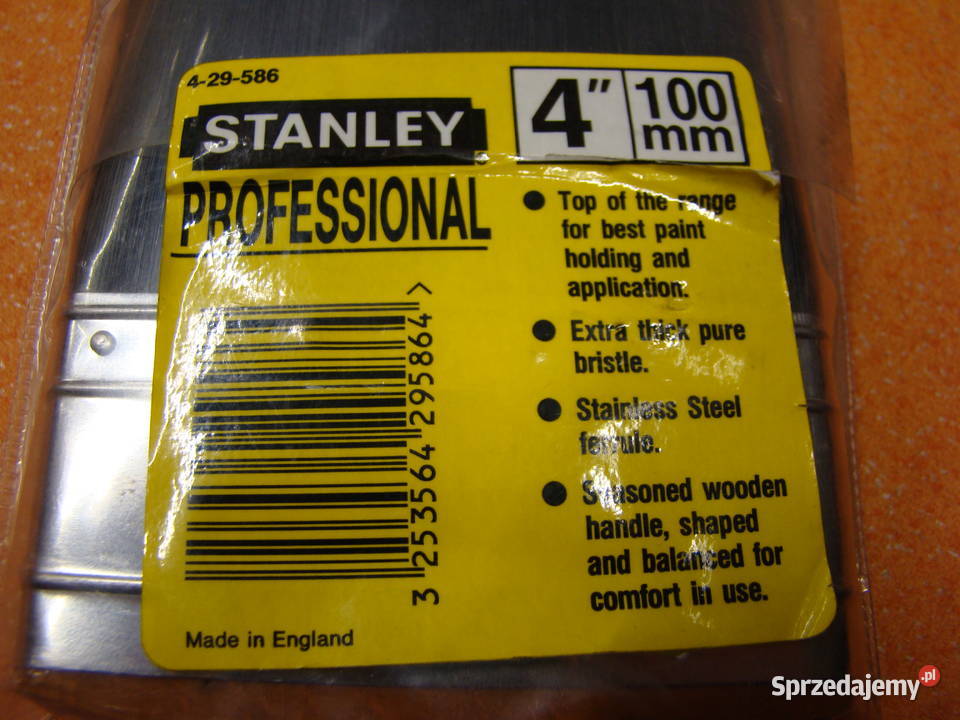 4-29-586
STANLEY
PROFESSIONAL
4" 100 mm
• Top of the range
for best paint
holding and
application.
• Extra thick pure
bristle.
• Stainless Steel
ferrule.
• Seasoned wooden
handle, shaped
and balanced for
comfort in use.
3 253564 295864 >
Made in England
Sprzedajemy.pl